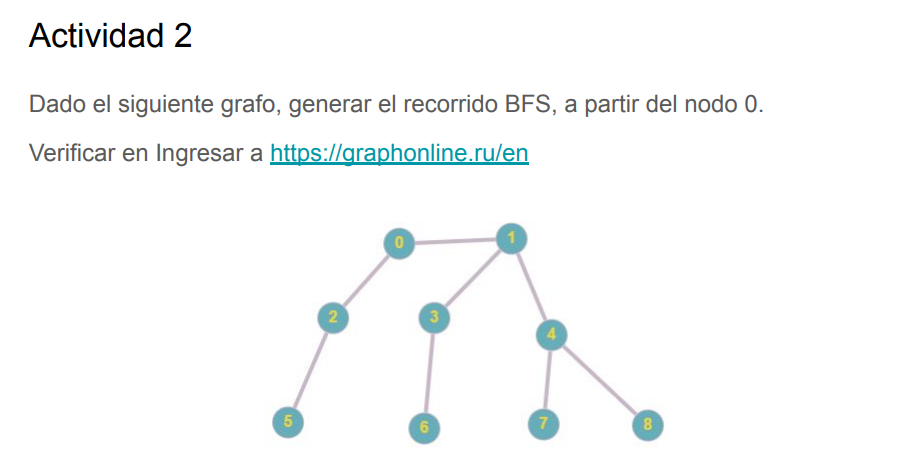 Actividad 2
Dado el siguiente grafo, generar el recorrido BFS, a partir del nodo 0.
Verificar en Ingresar a https://graphonline.ru/en
0 1
2 3 4
5 6 7 8